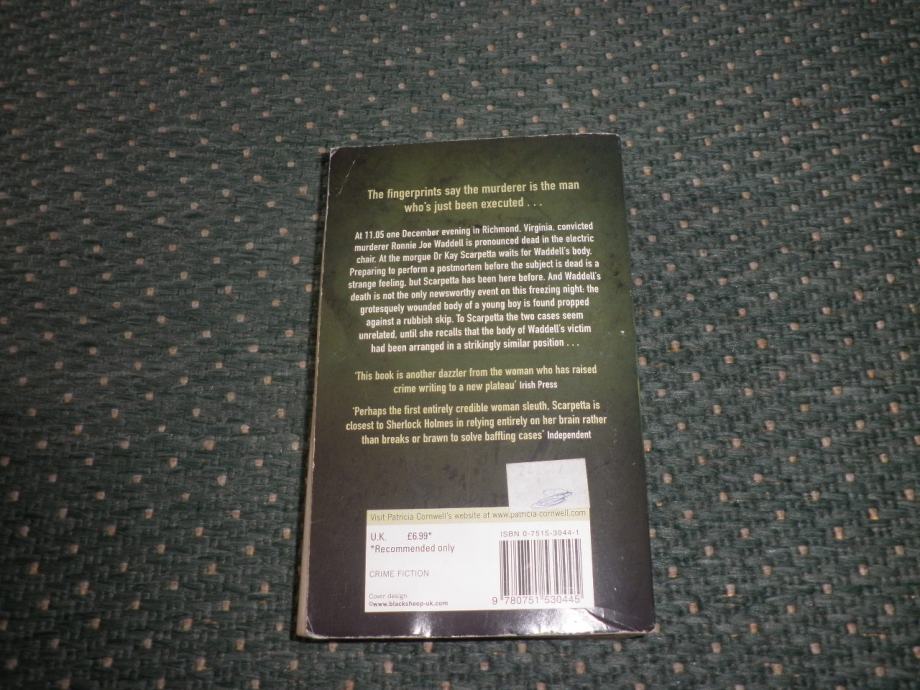 The fingerprints say the murderer is the man
who's just been executed . . .
At 11.05 one December evening in Richmond, Virginia, convicted
murderer Ronnie Joe Waddell is pronounced dead in the electric
chair. At the morgue Dr Kay Scarpetta waits for Waddell's body.
Preparing to perform a postmortem before the subject is dead is a
strange feeling, but Scarpetta has been here before. And Waddell's
death is not the only newsworthy event on this freezing night: the
grotesquely wounded body of a young boy is found propped
against a rubbish skip. To Scarpetta the two cases seem
unrelated, until she recalls that the body of Waddell's victim
had been arranged in a strikingly similar position . . .
'This book is another dazzler from the woman who has raised
crime writing to a new plateau' Irish Press
'Perhaps the first entirely credible woman sleuth, Scarpetta is
closest to Sherlock Holmes in relying entirely on her brain rather
than breaks or brawn to solve baffling cases' Independent
Visit Patricia Cornwell's website at www.patricia-cornwell.com
U.K. £6.99*
*Recommended only
CRIME FICTION
Cover design
©www.blacksheep-uk.com
ISBN 0-7515-3044-1
9 780751 530445